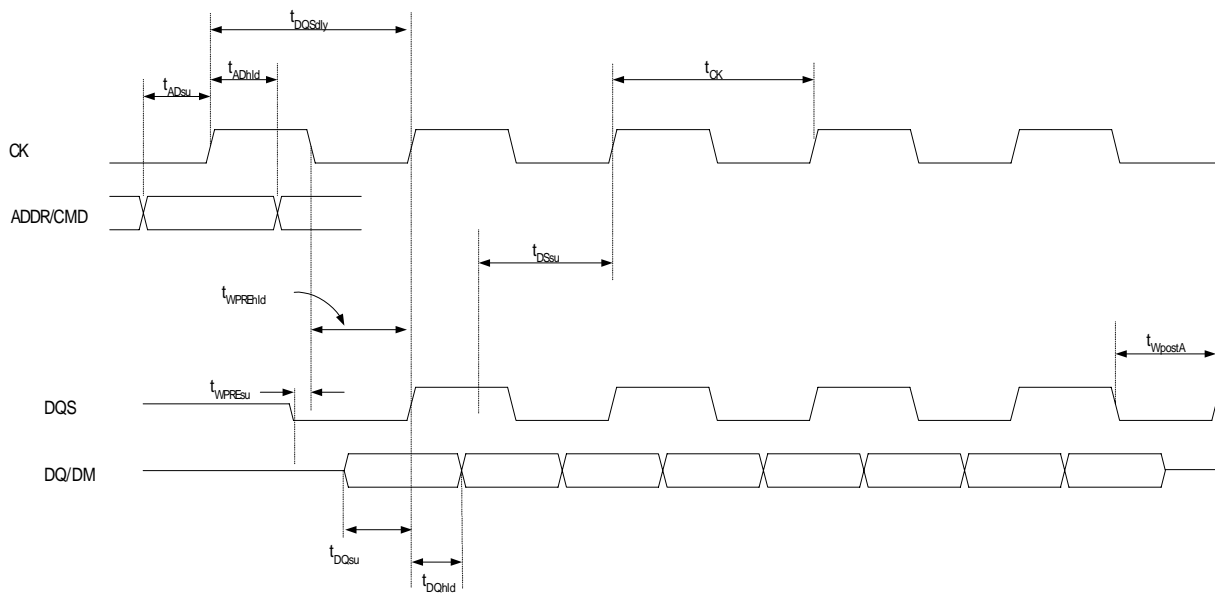 tDQSdly
tADhld
tADsu
tCK
CK
ADDR/CMD
tDSsu
tWPREhld
tWpostA
tWPREsu
DQS
DQ/DM
tDQsu
tDQhld